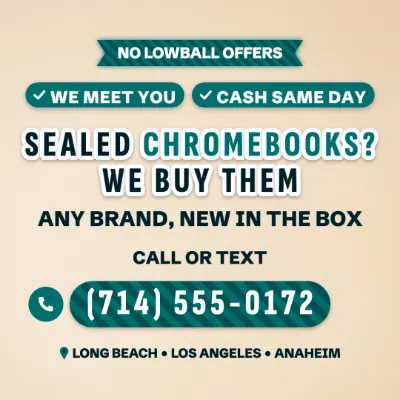 NO LOWBALL OFFERS
WE MEET YOU
CASH SAME DAY
SEALED CHROMEBOOKS?
WE BUY THEM
ANY BRAND, NEW IN THE BOX
CALL OR TEXT
(714) 555-0172
LONG BEACH • LOS ANGELES • ANAHEIM